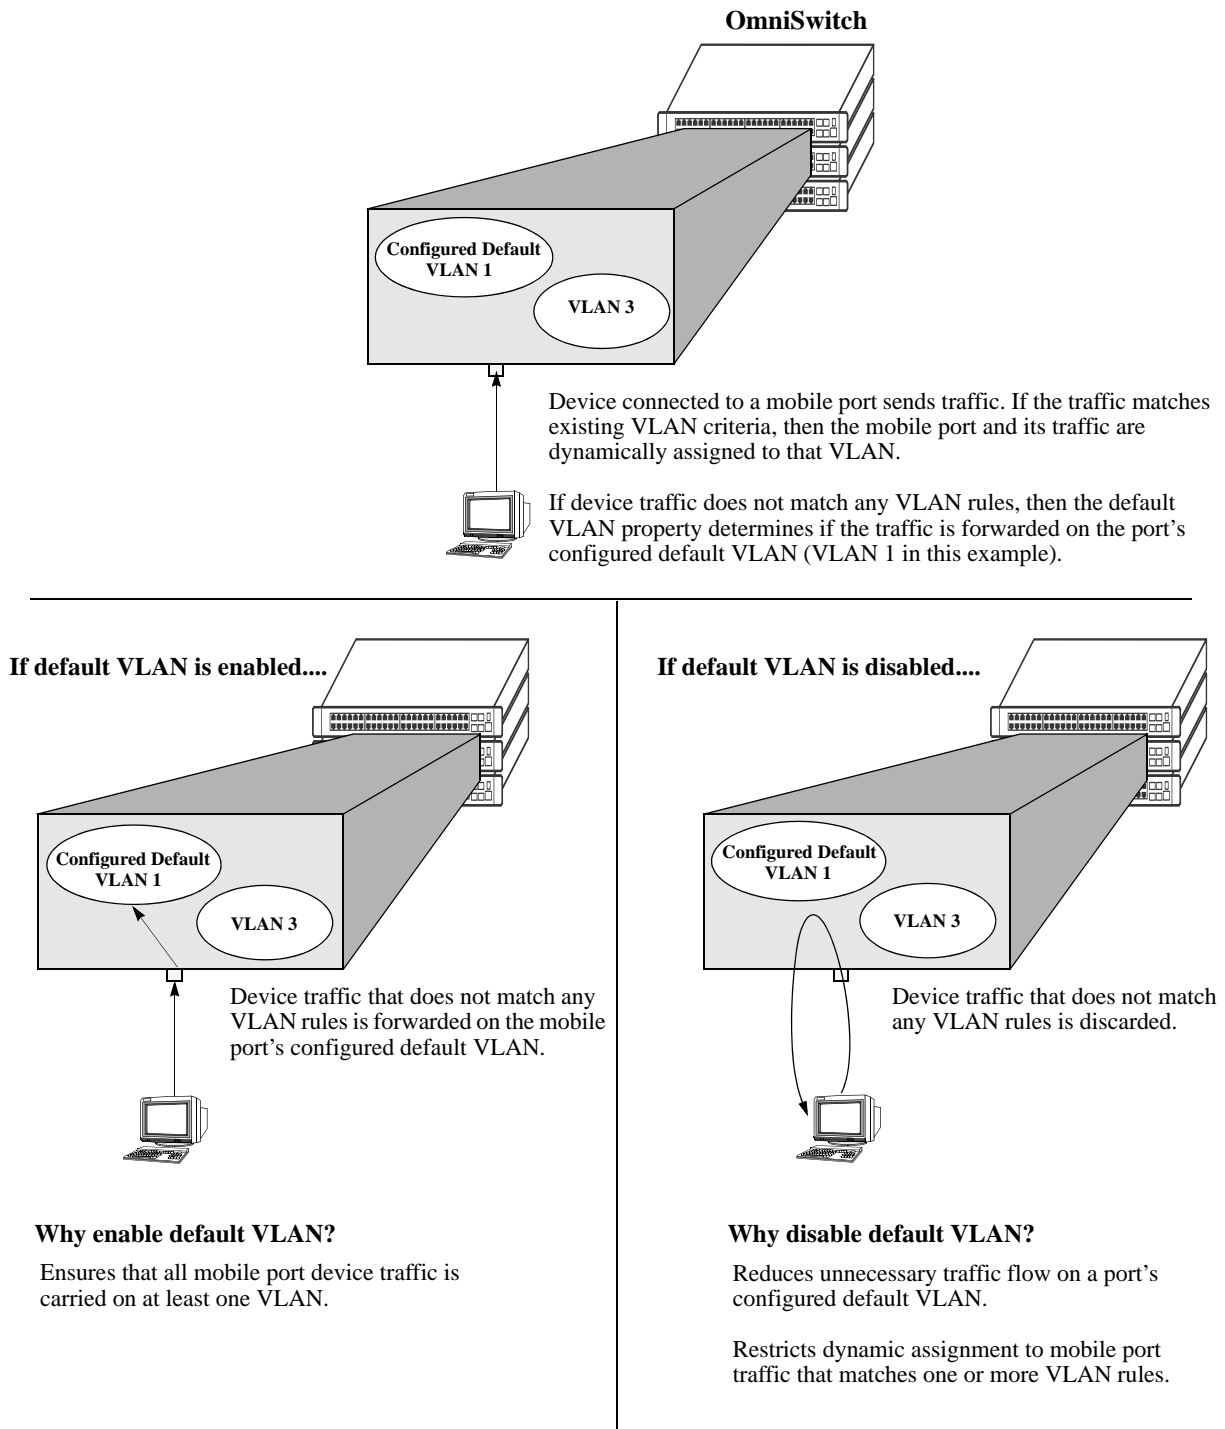 OmniSwitch
Configured Default
VLAN 1
VLAN 3
Device connected to a mobile port sends traffic. If the traffic matches
existing VLAN criteria, then the mobile port and its traffic are
dynamically assigned to that VLAN.
If device traffic does not match any VLAN rules, then the default
VLAN property determines if the traffic is forwarded on the port’s
configured default VLAN (VLAN 1 in this example).
If default VLAN is enabled....
Configured Default
VLAN 1
VLAN 3
Device traffic that does not match any
VLAN rules is forwarded on the mobile
port’s configured default VLAN.
Why enable default VLAN?
Ensures that all mobile port device traffic is
carried on at least one VLAN.
If default VLAN is disabled....
Configured Default
VLAN 1
VLAN 3
Device traffic that does not match
any VLAN rules is discarded.
Why disable default VLAN?
Reduces unnecessary traffic flow on a port’s
configured default VLAN.
Restricts dynamic assignment to mobile port
traffic that matches one or more VLAN rules.